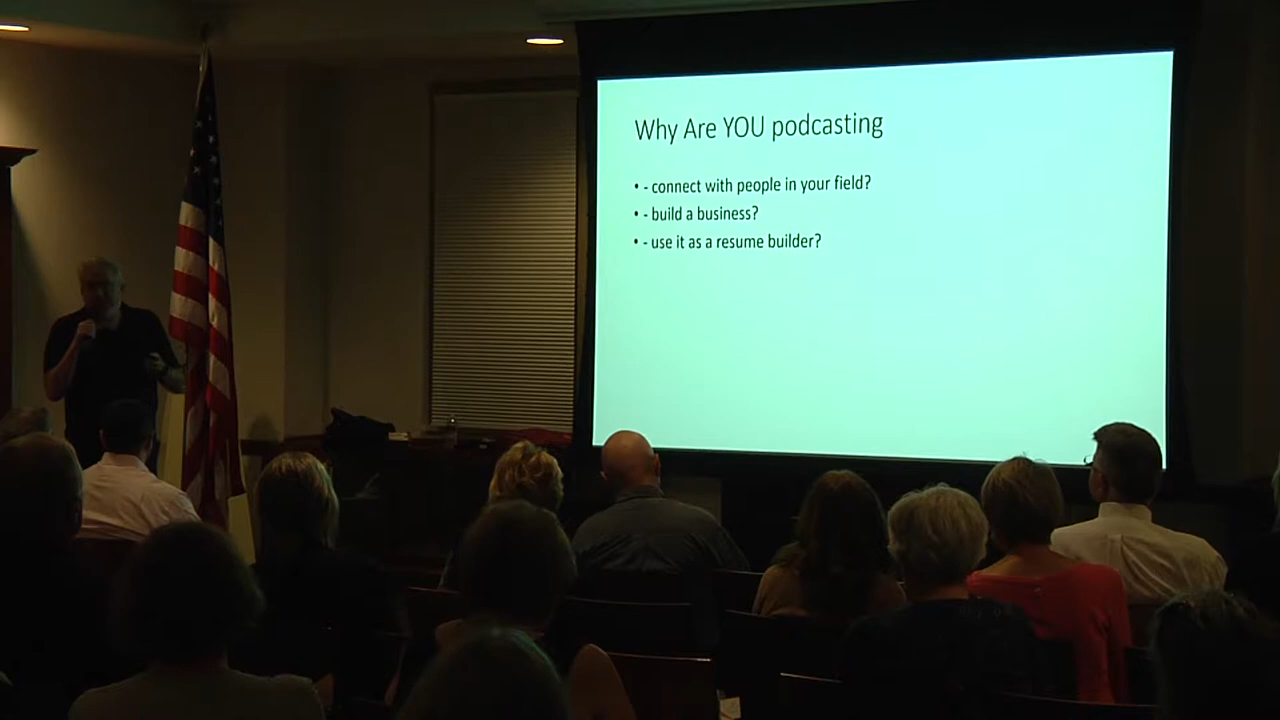 Why Are YOU podcasting
• - connect with people in your field?
• - build a business?
• - use it as a resume builder?